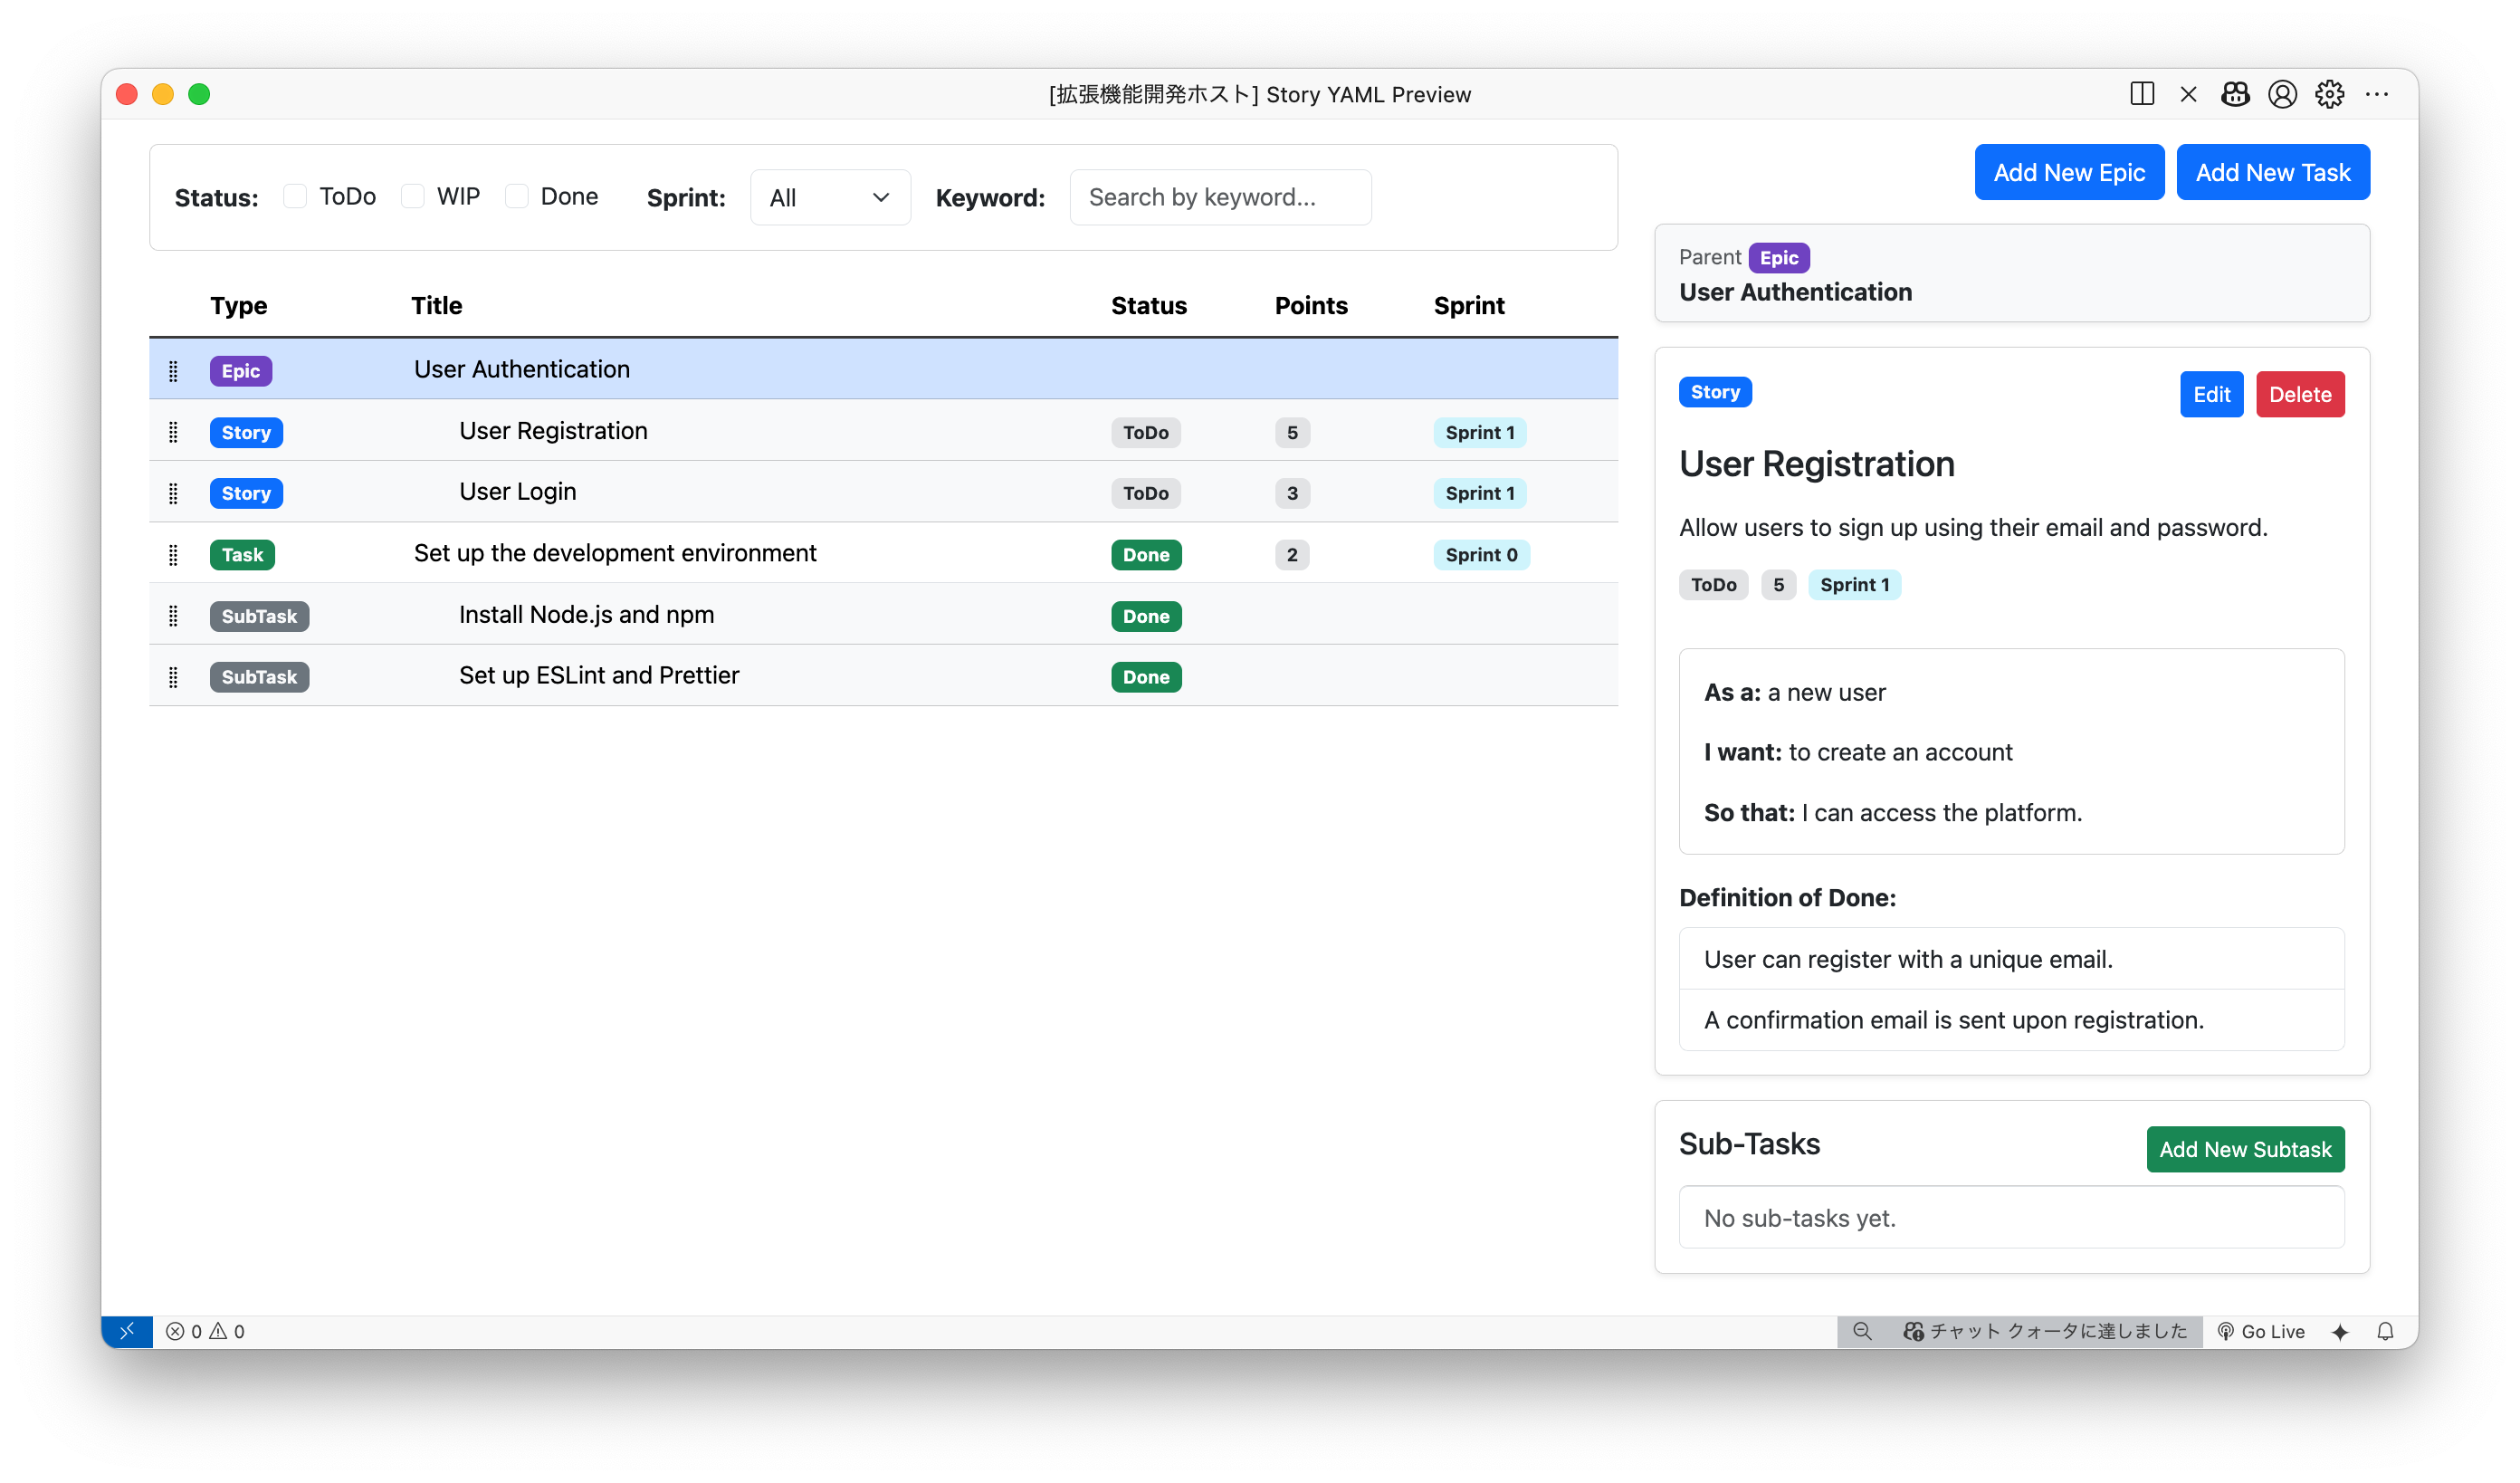 [拡張機能開発ホスト] Story YAML Preview
Status: ToDo WIP Done Sprint: All Keyword: Search by keyword...
Type Title Status Points Sprint
Epic User Authentication
Story User Registration ToDo 5 Sprint 1
Story User Login ToDo 3 Sprint 1
Task Set up the development environment Done 2 Sprint 0
SubTask Install Node.js and npm Done
SubTask Set up ESLint and Prettier Done
Add New Epic Add New Task
Parent Epic
User Authentication
Story Edit Delete
User Registration
Allow users to sign up using their email and password.
ToDo 5 Sprint 1
As a: a new user
I want: to create an account
So that: I can access the platform.
Definition of Done:
User can register with a unique email.
A confirmation email is sent upon registration.
Sub-Tasks Add New Subtask
No sub-tasks yet.
0 0 チャット クォータに達しました Go Live